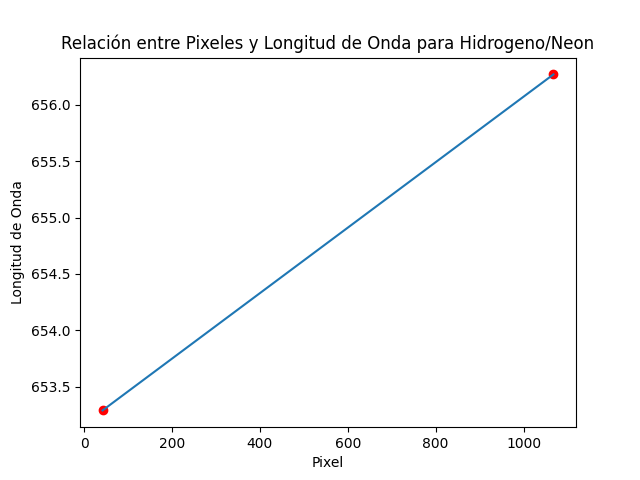 Relación entre Pixeles y Longitud de Onda para Hidrogeno/Neon
656.0
655.5
655.0
654.5
654.0
653.5
Longitud de Onda
0 200 400 600 800 1000
Pixel